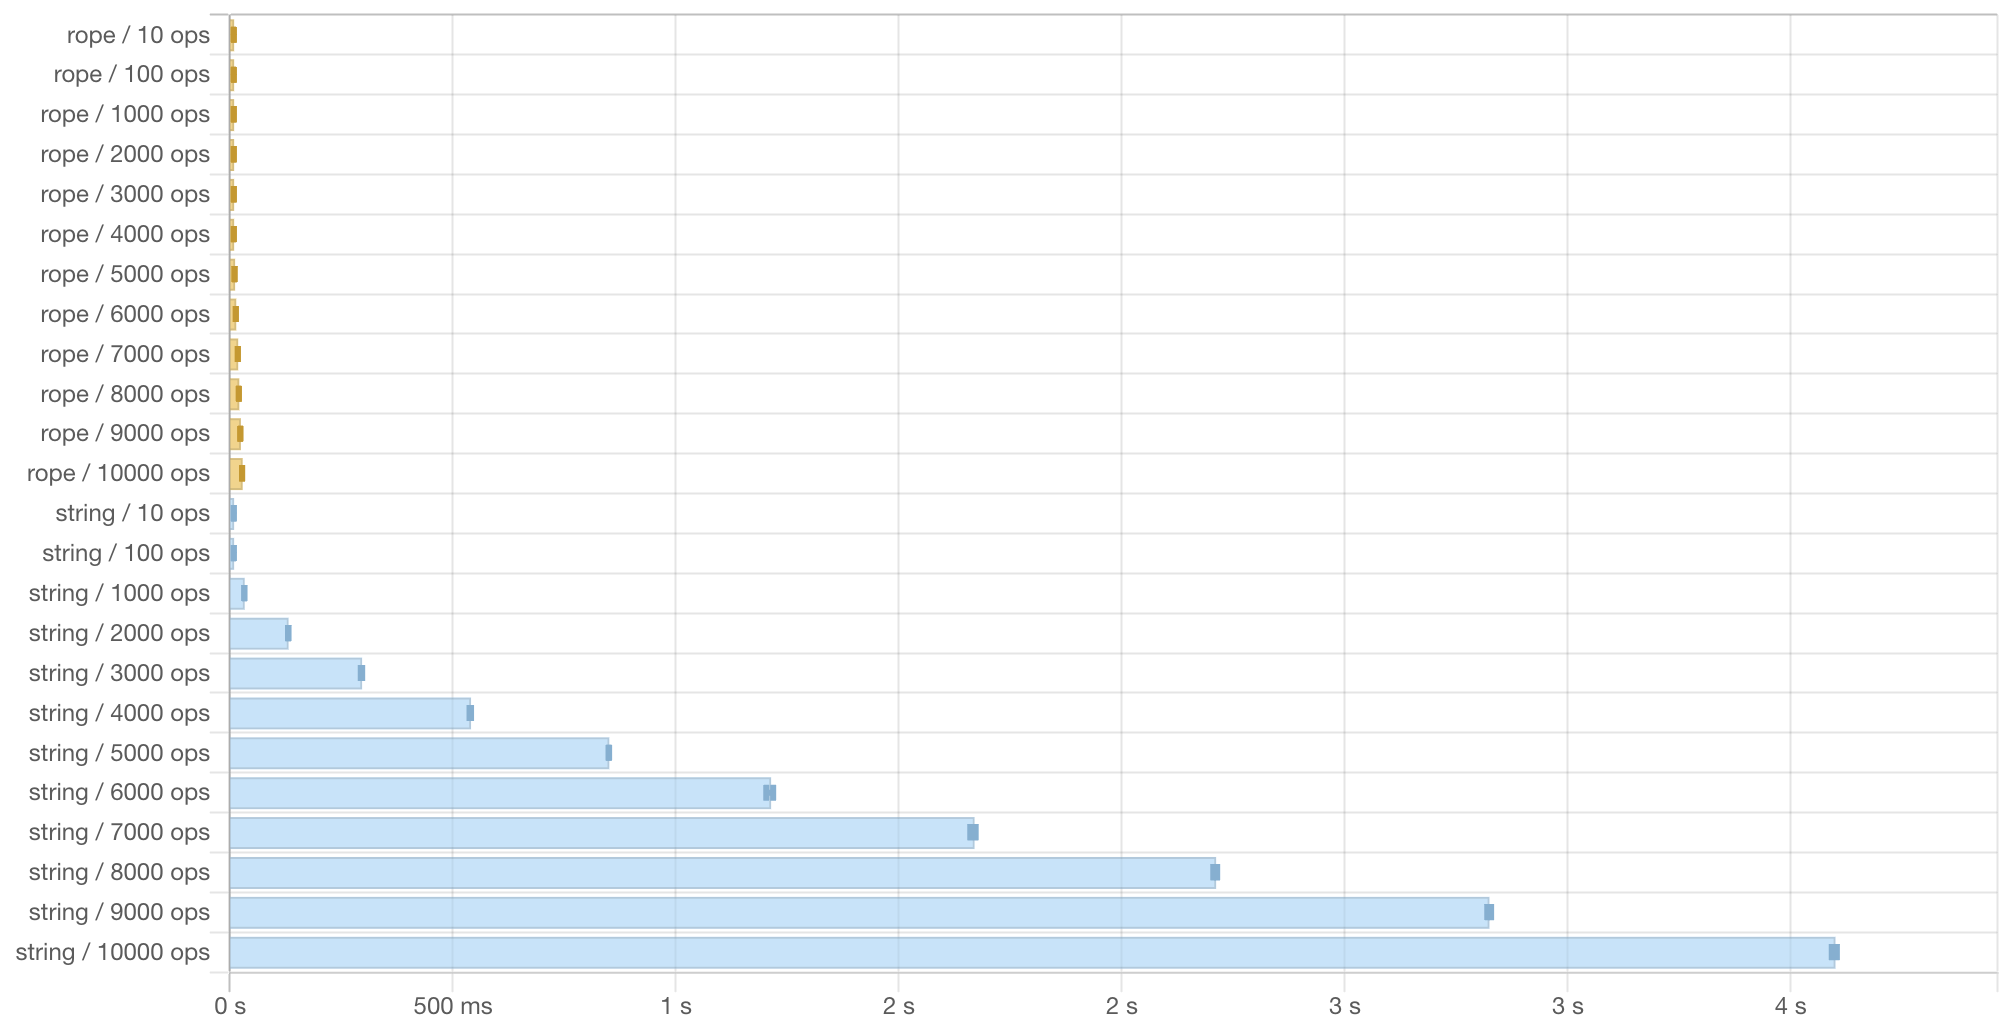 rope / 10 ops
rope / 100 ops
rope / 1000 ops
rope / 2000 ops
rope / 3000 ops
rope / 4000 ops
rope / 5000 ops
rope / 6000 ops
rope / 7000 ops
rope / 8000 ops
rope / 9000 ops
rope / 10000 ops
string / 10 ops
string / 100 ops
string / 1000 ops
string / 2000 ops
string / 3000 ops
string / 4000 ops
string / 5000 ops
string / 6000 ops
string / 7000 ops
string / 8000 ops
string / 9000 ops
string / 10000 ops
0 s 500 ms 1 s 2 s 2 s 3 s 3 s 4 s